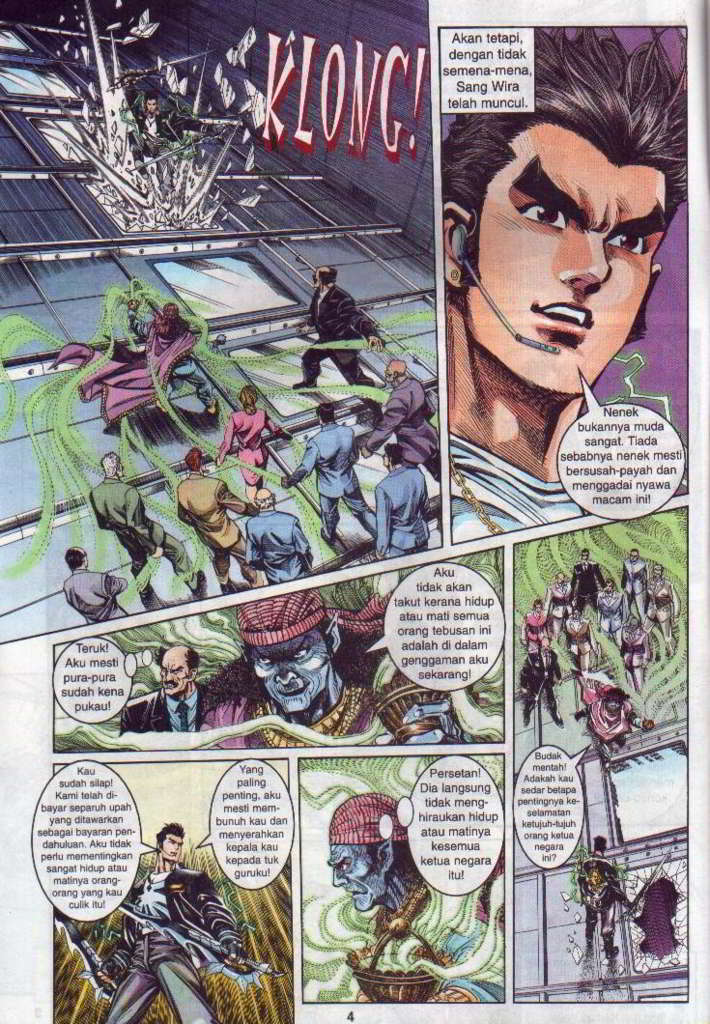 KLONG!
Akan tetapi,
dengan tidak
semena-mena,
Sang Wira
telah muncul.
Nenek
bukannya muda
sangat. Tiada
sebabnya nenek mesti
bersusah-payah dan
menggadai nyawa
macam ini!
Teruk!
Aku mesti
pura-pura
sudah kena
pukau!
Aku
tidak akan
takut kerana hidup
atau mati semua
orang tebusan ini
adalah di dalam
genggaman aku
sekarang!
Budak
mentah!
Adakah kau
sedar betapa
pentingnya ke-
selamatan
ketujuh-tujuh
orang ketua
ini?
Kau
sudah silap!
Kami telah di-
bayar separuh upah
yang ditawarkan
sebagai bayaran pen-
dahuluan. Aku tidak
perlu mementingkan
sangat hidup atau
matinya orang-
orang yang kau
culik itu!
Yang
paling
penting, aku
mesti mem-
bunuh kau dan
menyerahkan
kepala kau
kepada tuk
guruku!
Persetan!
Dia langsung
tidak meng-
hiraukan hidup
atau matinya
kesemua
ketua negara
itu!
4